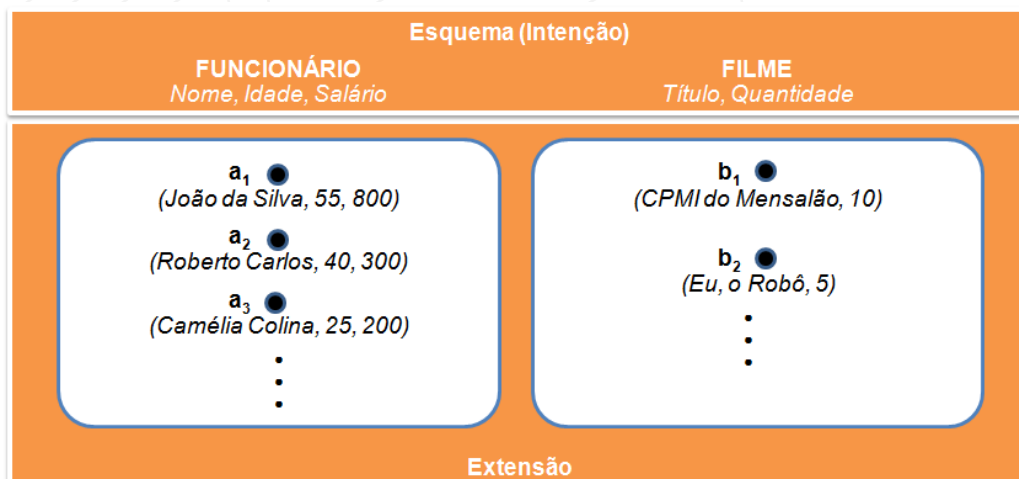 Esquema (Intenção)
FUNCIONÁRIO
Nome, Idade, Salário
FILME
Título, Quantidade
a1
(João da Silva, 55, 800)
a2
(Roberto Carlos, 40, 300)
a3
(Camélia Colina, 25, 200)
b1
(CPMI do Mensalão, 10)
b2
(Eu, o Robô, 5)
Extensão